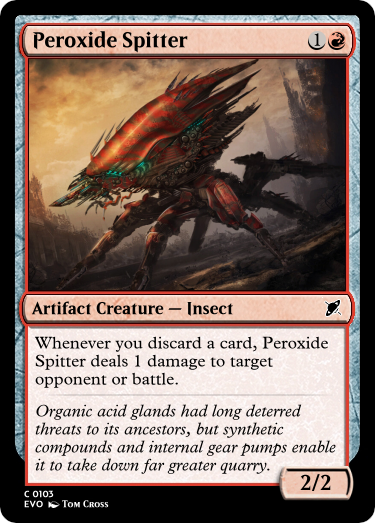 Peroxide Spitter 1
Artifact Creature — Insect
Whenever you discard a card, Peroxide
Spitter deals 1 damage to target
opponent or battle.
Organic acid glands had long deterred
threats to its ancestors, but synthetic
compounds and internal gear pumps enable
it to take down far greater quarry.
2/2
C 0103
EVO Tom Cross